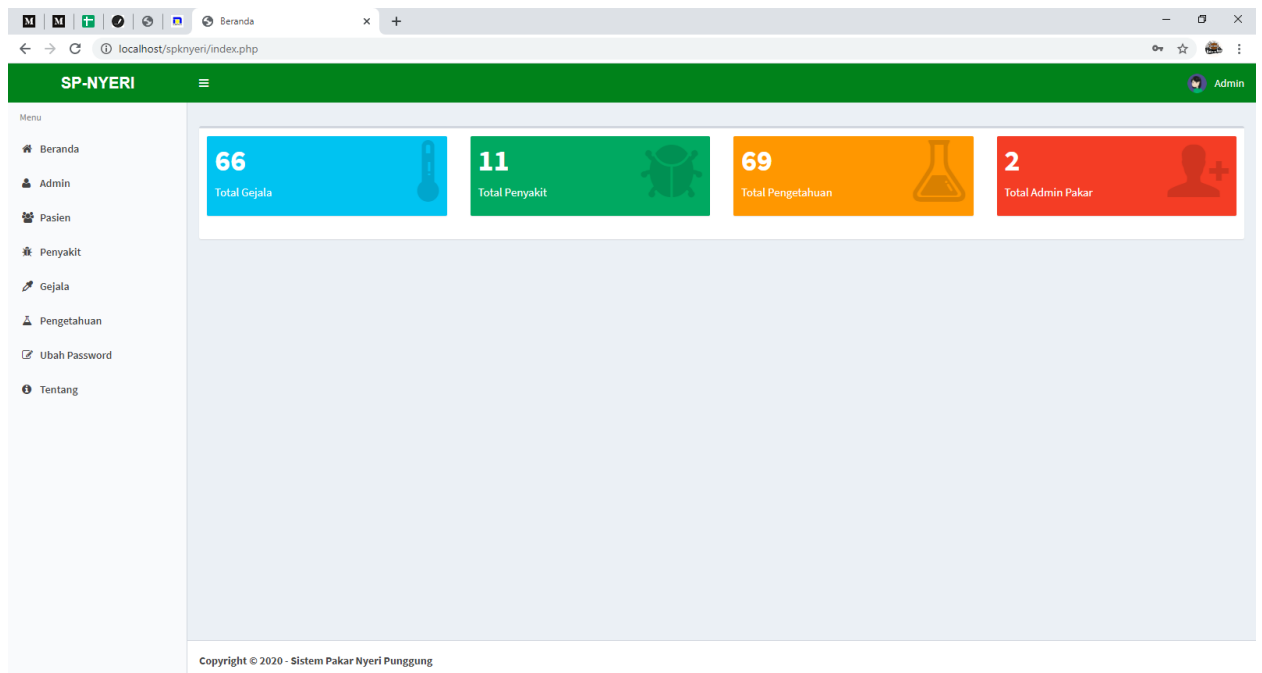 Beranda
localhost/spknyeri/index.php
SP-NYERI
Admin
Menu
Beranda
Admin
Pasien
Penyakit
Gejala
Pengetahuan
Ubah Password
Tentang
66
Total Gejala
11
Total Penyakit
69
Total Pengetahuan
2
Total Admin Pakar
Copyright © 2020 - Sistem Pakar Nyeri Punggung